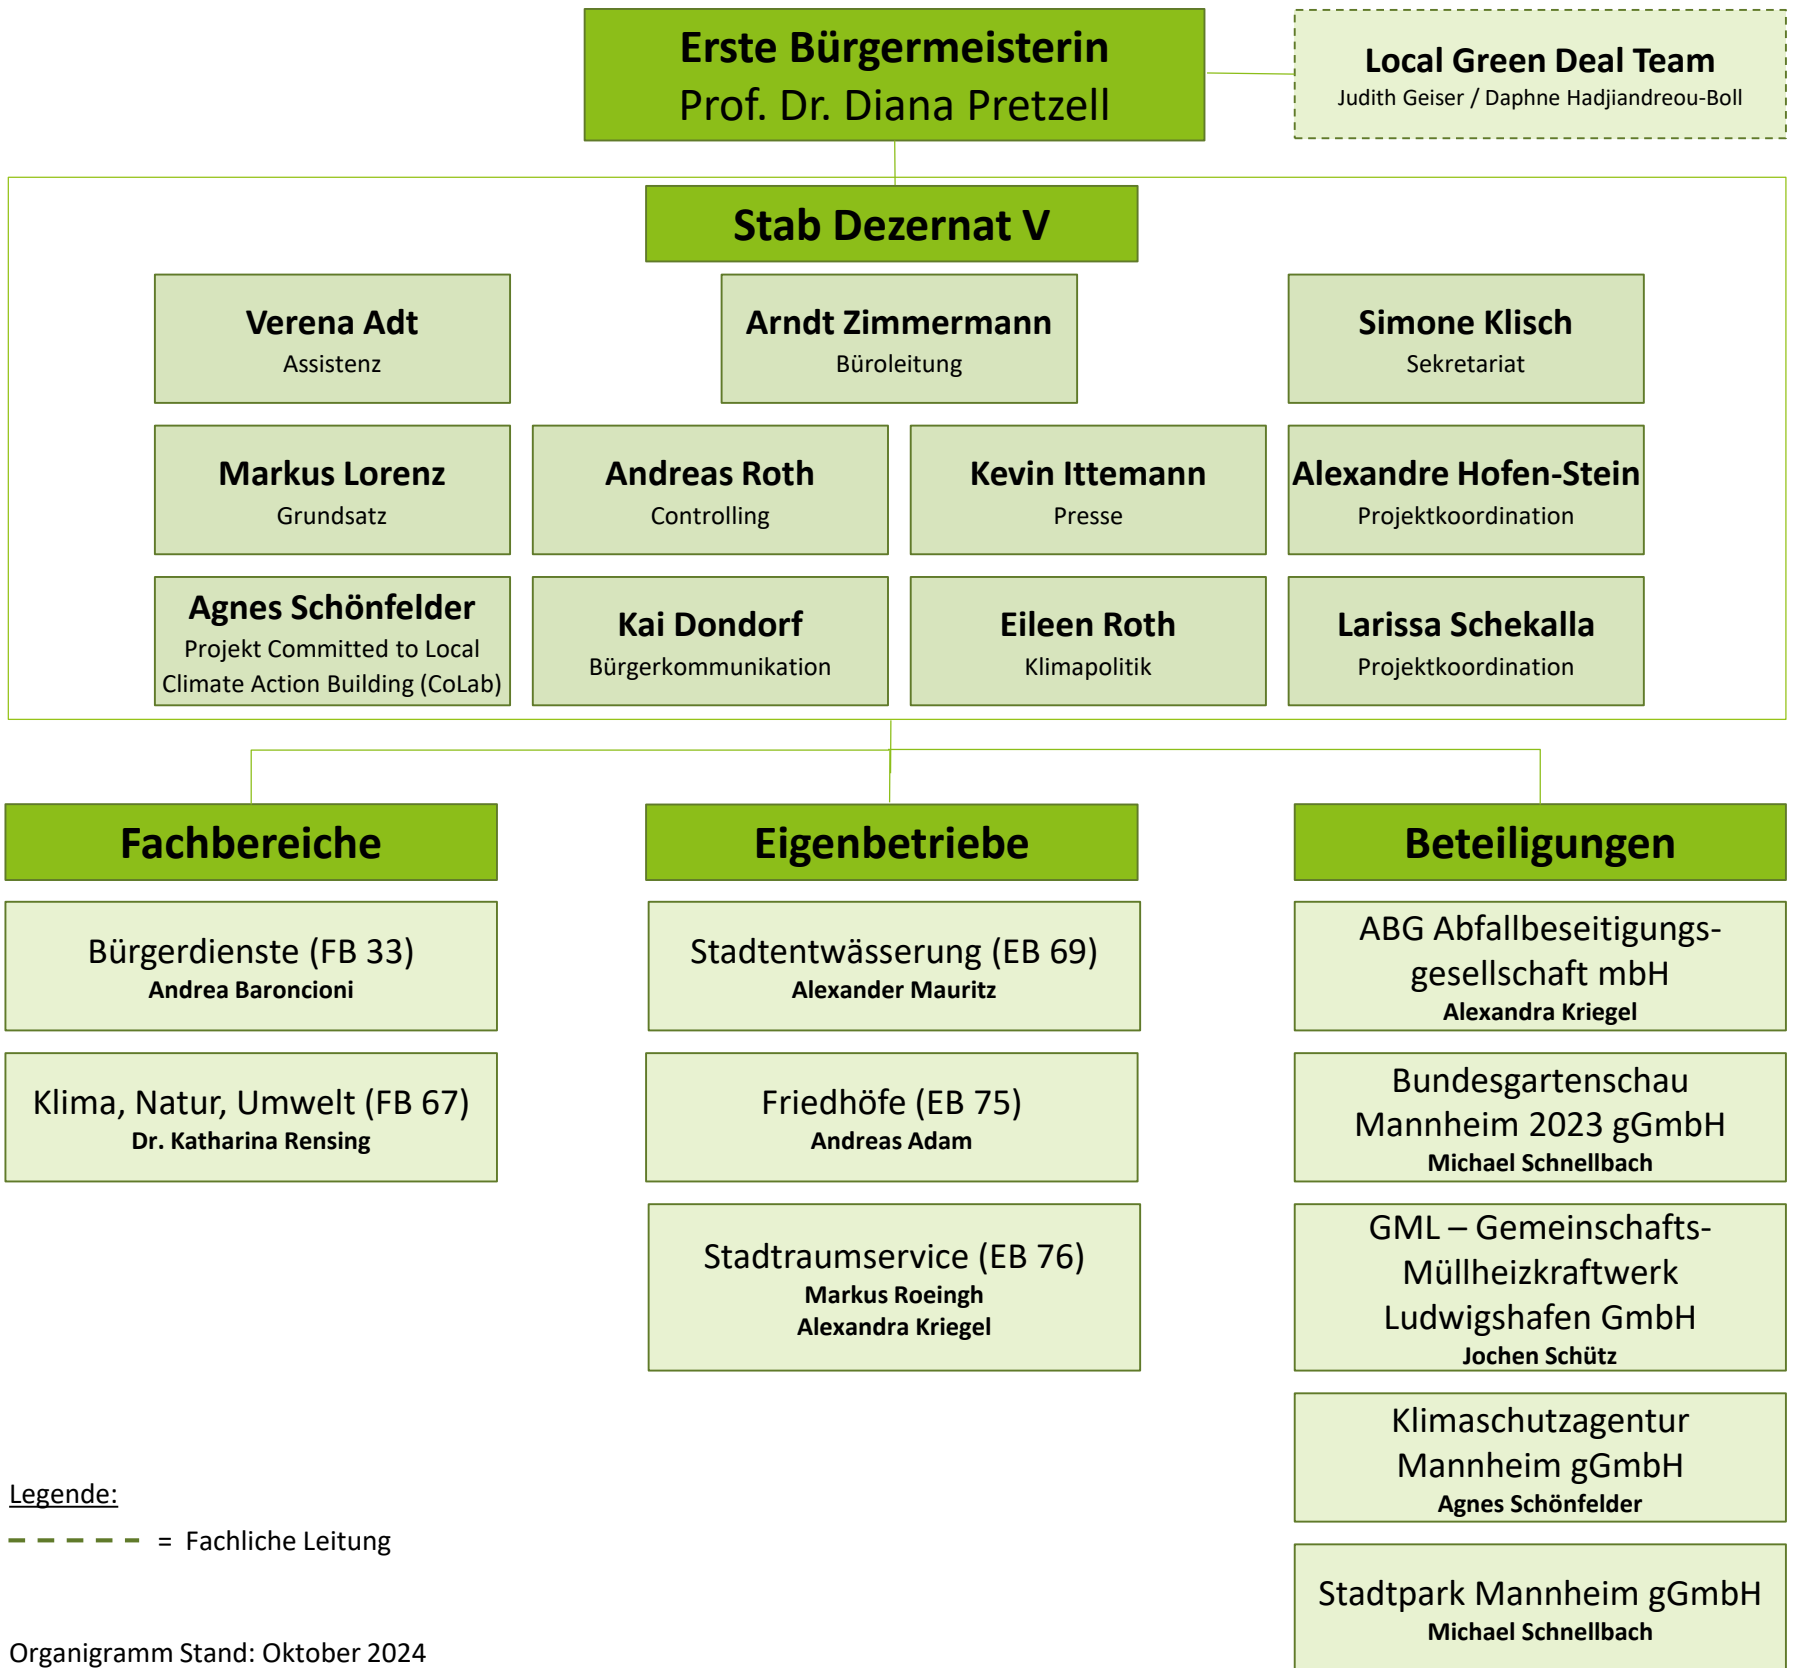 Erste Bürgermeisterin
Prof. Dr. Diana Pretzell
Local Green Deal Team
Judith Geiser / Daphne Hadjiandreou-Boll
Stab Dezernat V
Verena Adt
Assistenz
Arndt Zimmermann
Büroleitung
Simone Klisch
Sekretariat
Markus Lorenz
Grundsatz
Andreas Roth
Controlling
Kevin Ittemann
Presse
Alexandre Hofen-Stein
Projektkoordination
Agnes Schönfelder
Projekt Committed to Local
Climate Action Building (CoLab)
Kai Dondorf
Bürgerkommunikation
Eileen Roth
Klimapolitik
Larissa Schekalla
Projektkoordination
Fachbereiche
Bürgerdienste (FB 33)
Andrea Baroncioni
Klima, Natur, Umwelt (FB 67)
Dr. Katharina Rensing
Eigenbetriebe
Stadtentwässerung (EB 69)
Alexander Mauritz
Friedhöfe (EB 75)
Andreas Adam
Stadtraumservice (EB 76)
Markus Roeingh
Alexandra Kriegel
Beteiligungen
ABG Abfallbeseitigungs-
gesellschaft mbH
Alexandra Kriegel
Bundesgartenschau
Mannheim 2023 gGmbH
Michael Schnellbach
GML – Gemeinschafts-
Müllheizkraftwerk
Ludwigshafen GmbH
Jochen Schütz
Klimaschutzagentur
Mannheim gGmbH
Agnes Schönfelder
Stadtpark Mannheim gGmbH
Michael Schnellbach
Legende:
= Fachliche Leitung
Organigramm Stand: Oktober 2024